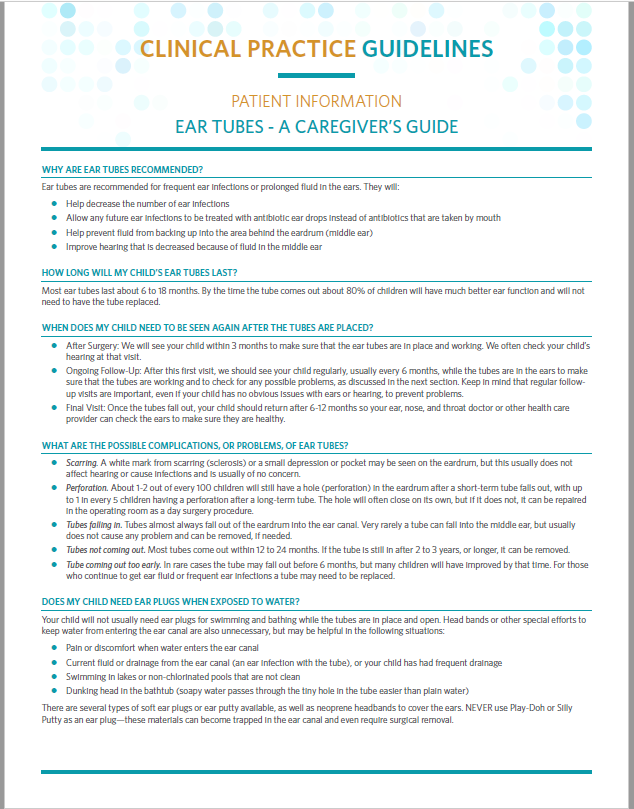 CLINICAL PRACTICE GUIDELINES
PATIENT INFORMATION
EAR TUBES - A CAREGIVER'S GUIDE
WHY ARE EAR TUBES RECOMMENDED?
Ear tubes are recommended for frequent ear infections or prolonged fluid in the ears. They will:
● Help decrease the number of ear infections
● Allow any future ear infections to be treated with antibiotic ear drops instead of antibiotics that are taken by mouth
● Help prevent fluid from backing up into the area behind the eardrum (middle ear)
● Improve hearing that is decreased because of fluid in the middle ear
HOW LONG WILL MY CHILD'S EAR TUBES LAST?
Most ear tubes last about 6 to 18 months. By the time the tube comes out about 80% of children will have much better ear function and will not
need to have the tube replaced.
WHEN DOES MY CHILD NEED TO BE SEEN AGAIN AFTER THE TUBES ARE PLACED?
● After Surgery: We will see your child within 3 months to make sure that the ear tubes are in place and working. We often check your child's
hearing at that visit.
● Ongoing Follow-Up: After this first visit, we should see your child regularly, usually every 6 months, while the tubes are in the ears to make
sure that the tubes are working and to check for any possible problems, as discussed in the next section. Keep in mind that regular follow-
up visits are important, even if your child has no obvious issues with ears or hearing, to prevent problems.
● Final Visit: Once the tubes fall out, your child should return after 6-12 months so your ear, nose, and throat doctor or other health care
provider can check the ears to make sure they are healthy.
WHAT ARE THE POSSIBLE COMPLICATIONS, OR PROBLEMS, OF EAR TUBES?
● Scarring. A white mark from scarring (sclerosis) or a small depression or pocket may be seen on the eardrum, but this usually does not
affect hearing or cause infections and is usually of no concern.
● Perforation. About 1-2 out of every 100 children will still have a hole (perforation) in the eardrum after a short-term tube falls out, with up
to 1 in every 5 children having a perforation after a long-term tube. The hole will often close on its own, but if it does not, it can be repaired
in the operating room as a day surgery procedure.
● Tubes falling in. Tubes almost always fall out of the eardrum into the ear canal. Very rarely a tube can fall into the middle ear, but usually
does not cause any problem and can be removed, if needed.
● Tubes not coming out. Most tubes come out within 12 to 24 months. If the tube is still in after 2 to 3 years, or longer, it can be removed.
● Tube coming out too early. In rare cases the tube may fall out before 6 months, but many children will have improved by that time. For those
who continue to get ear fluid or frequent ear infections a tube may need to be replaced.
DOES MY CHILD NEED EAR PLUGS WHEN EXPOSED TO WATER?
Your child will not usually need ear plugs for swimming and bathing while the tubes are in place and open. Head bands or other special efforts to
keep water from entering the ear canal are also unnecessary, but may be helpful in the following situations:
● Pain or discomfort when water enters the ear canal
● Current fluid or drainage from the ear canal (an ear infection with the tube), or your child has had frequent drainage
● Swimming in lakes or non-chlorinated pools that are not clean
● Dunking head in the bathtub (soapy water passes through the tiny hole in the tube easier than plain water)
There are several types of soft ear plugs or ear putty available, as well as neoprene headbands to cover the ears. NEVER use Play-Doh or Silly
Putty as an ear plug—these materials can become trapped in the ear canal and even require surgical removal.